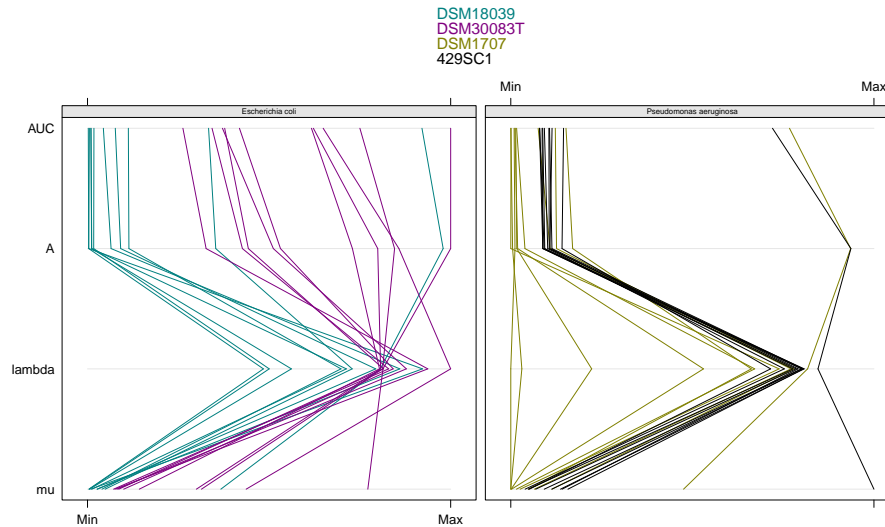 DSM18039
DSM30083T
DSM1707
429SC1
Min Max
Escherichia coli Pseudomonas aeruginosa
AUC
A
lambda
mu
Min Max